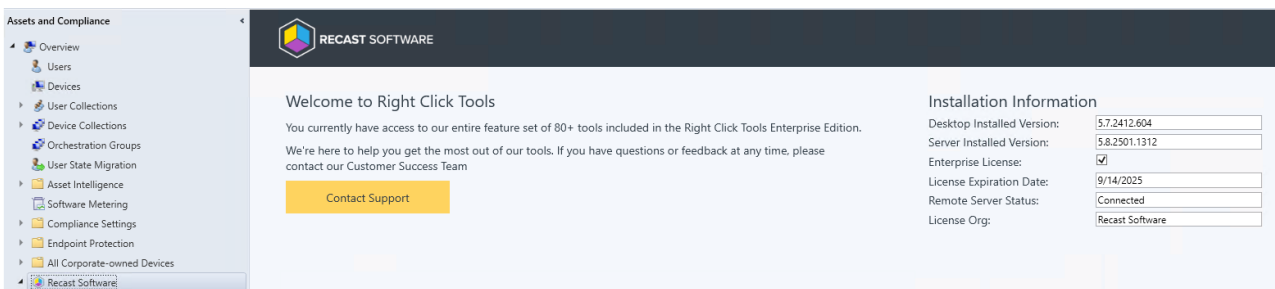 Assets and Compliance
Overview
Users
Devices
User Collections
Device Collections
Orchestration Groups
User State Migration
Asset Intelligence
Software Metering
Compliance Settings
Endpoint Protection
All Corporate-owned Devices
Recast Software
RECAST SOFTWARE
Welcome to Right Click Tools
You currently have access to our entire feature set of 80+ tools included in the Right Click Tools Enterprise Edition.
We're here to help you get the most out of our tools. If you have questions or feedback at any time, please
contact our Customer Success Team
Contact Support
Installation Information
Desktop Installed Version: 5.7.2412.604
Server Installed Version: 5.8.2501.1312
Enterprise License:
License Expiration Date: 9/14/2025
Remote Server Status: Connected
License Org: Recast Software